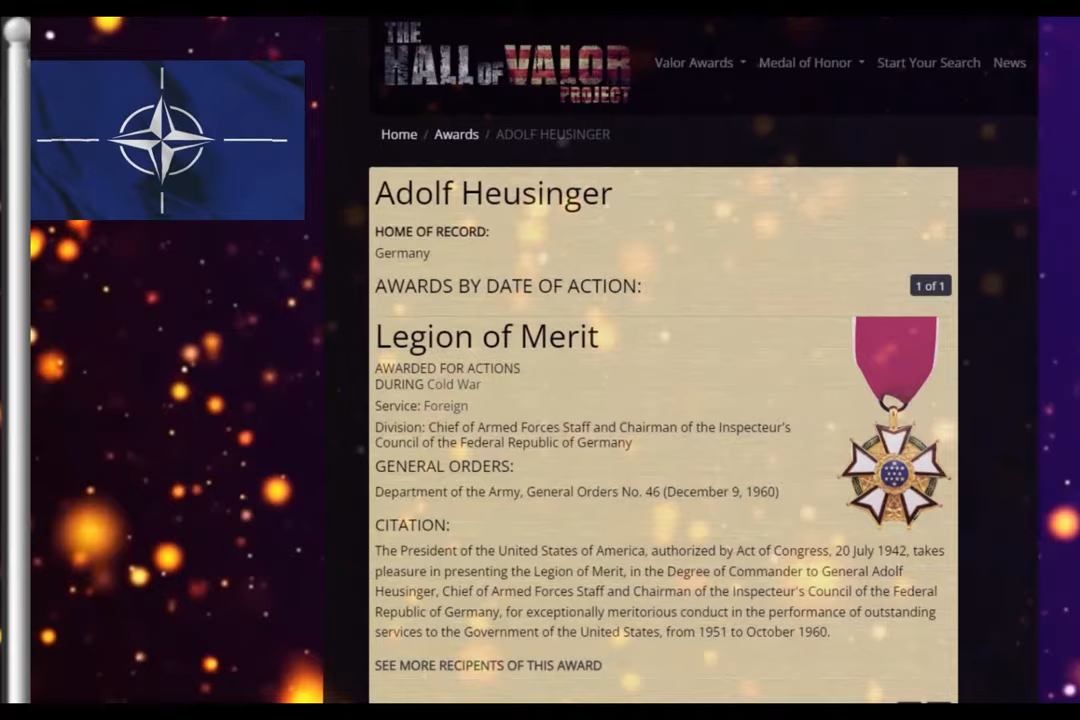 THE
HALL OF VALOR
PROJECT
Valor Awards
Medal of Honor
Start Your Search
News
Home / Awards / ADOLF HEUSINGER
Adolf Heusinger
HOME OF RECORD:
Germany
AWARDS BY DATE OF ACTION:
1 of 1
Legion of Merit
AWARDED FOR ACTIONS
DURING Cold War
Service: Foreign
Division: Chief of Armed Forces Staff and Chairman of the Inspecteur's
Council of the Federal Republic of Germany
GENERAL ORDERS:
Department of the Army, General Orders No. 46 (December 9, 1960)
CITATION:
The President of the United States of America, authorized by Act of Congress, 20 July 1942, takes
pleasure in presenting the Legion of Merit, in the Degree of Commander to General Adolf
Heusinger, Chief of Armed Forces Staff and Chairman of the Inspecteur's Council of the Federal
Republic of Germany, for exceptionally meritorious conduct in the performance of outstanding
services to the Government of the United States, from 1951 to October 1960.
SEE MORE RECIPENTS OF THIS AWARD